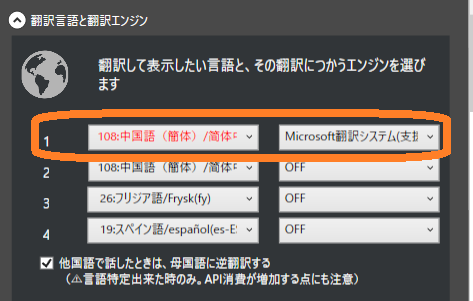 翻訳言語と翻訳エンジン
翻訳して表示したい言語と、その翻訳につかうエンジンを選び
ます
1 108:中国語（簡体）/简体中 Microsoft翻訳システム(支払
2 108:中国語（簡体）/简体中 OFF
3 26:フリジア語/Frysk(fy) OFF
4 19:スペイン語/español(es-ES OFF
他国語で話したときは、母国語に逆翻訳する
（⚠言語特定出来た時のみ。API消費が増加する点にも注意）